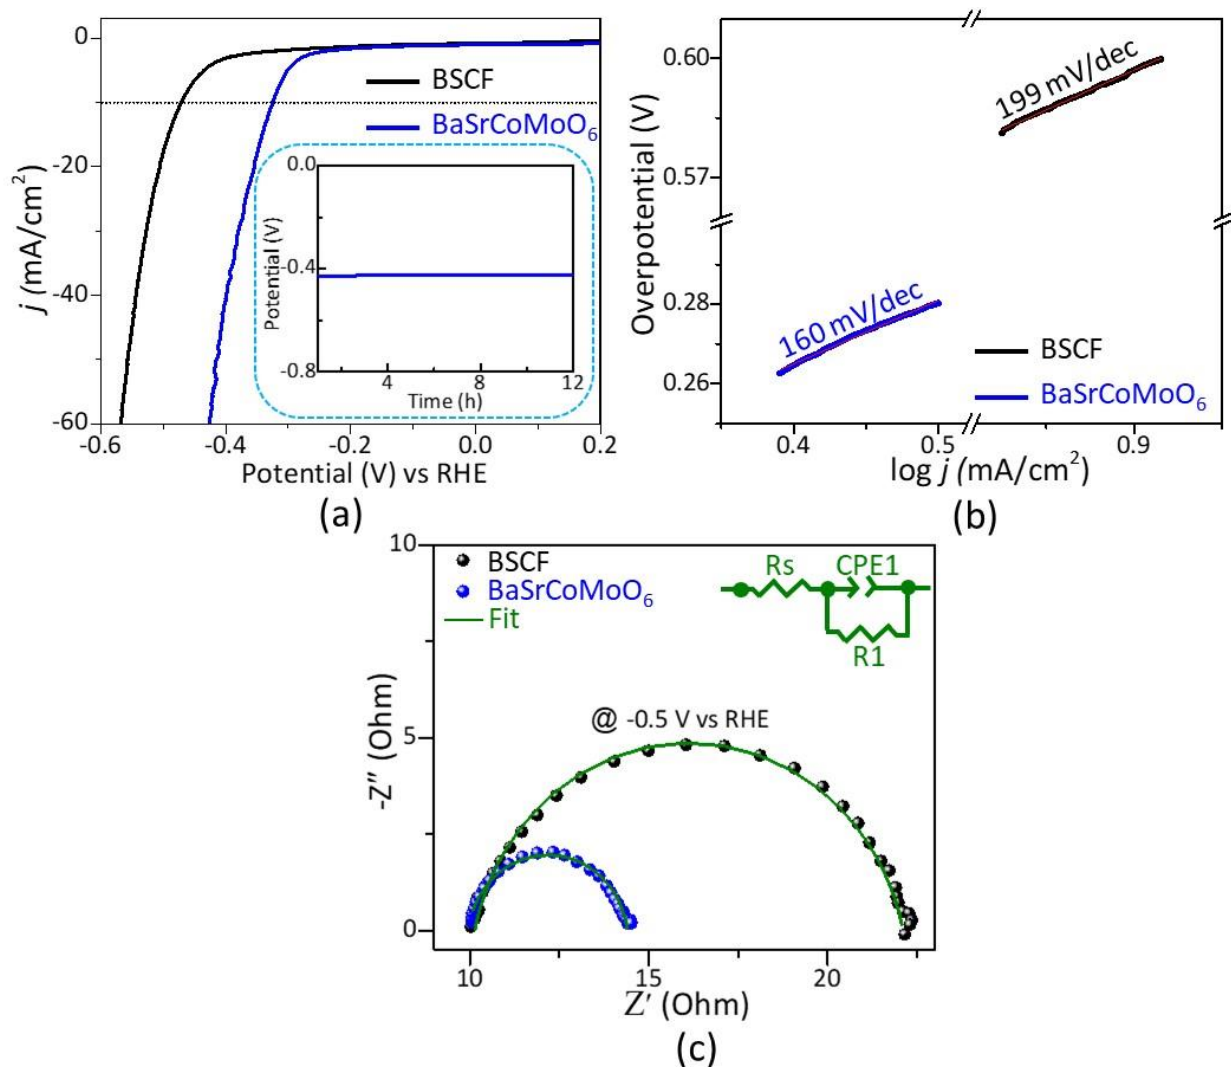 0
-20
-40
-60
j (mA/cm²)
BSCF
BaSrCoMoO₆
0.0
-0.4
-0.8
Potential (V)
4
8
12
Time (h)
-0.6
-0.4
-0.2
0.0
0.2
Potential (V) vs RHE
(a)
0.60
0.57
0.28
0.26
Overpotential (V)
199 mV/dec
160 mV/dec
BSCF
BaSrCoMoO₆
0.4
0.5
0.9
log j (mA/cm²)
(b)
10
5
0
-Z″ (Ohm)
BSCF
BaSrCoMoO₆
Fit
Rs
CPE1
R1
@ -0.5 V vs RHE
10
15
20
Z′ (Ohm)
(c)